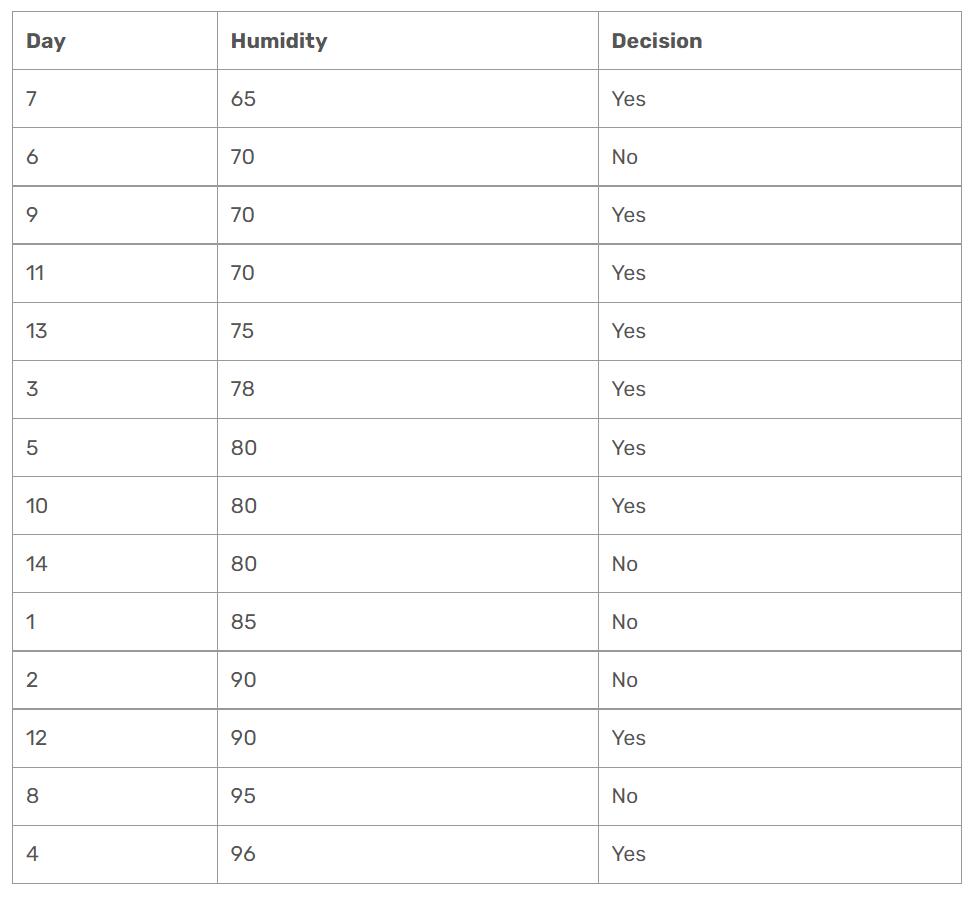 Day Humidity Decision
7 65 Yes
6 70 No
9 70 Yes
11 70 Yes
13 75 Yes
3 78 Yes
5 80 Yes
10 80 Yes
14 80 No
1 85 No
2 90 No
12 90 Yes
8 95 No
4 96 Yes